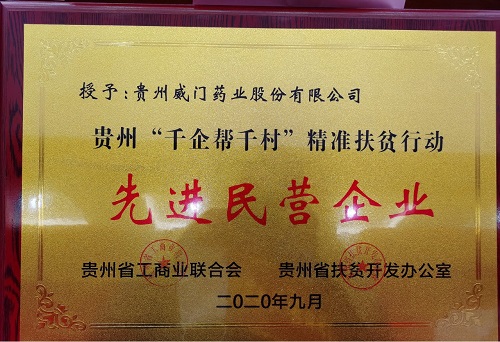 授予：贵州威门药业股份有限公司
贵州“千企帮千村”精准扶贫行动
先进民营企业
贵州省工商业联合会 贵州省扶贫开发办公室
二〇二〇年九月